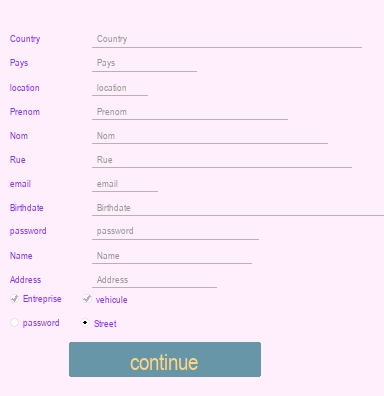 Country Country
Pays Pays
location location
Prenom Prenom
Nom Nom
Rue Rue
email email
Birthdate Birthdate
password password
Name Name
Address Address
Entreprise vehicule
password Street
continue